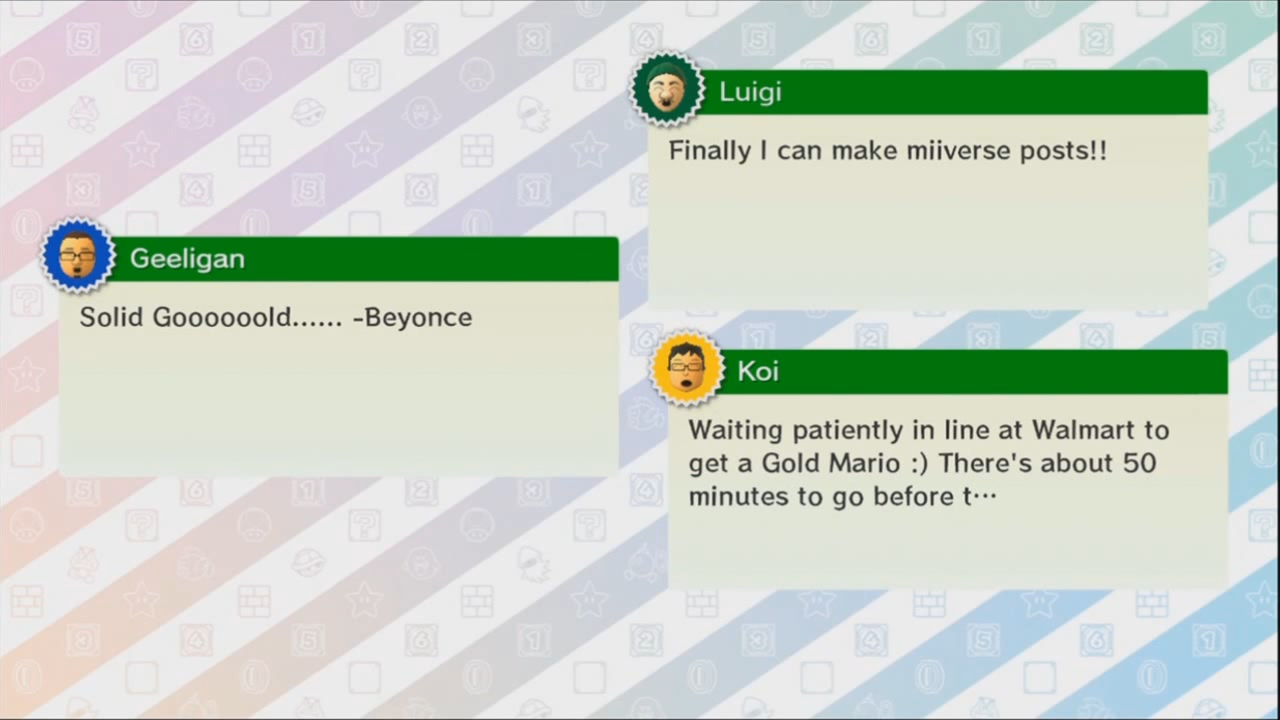 Luigi
Finally I can make miiverse posts!!
Geeligan
Solid Goooooold...... -Beyonce
Koi
Waiting patiently in line at Walmart to
get a Gold Mario :) There's about 50
minutes to go before t…